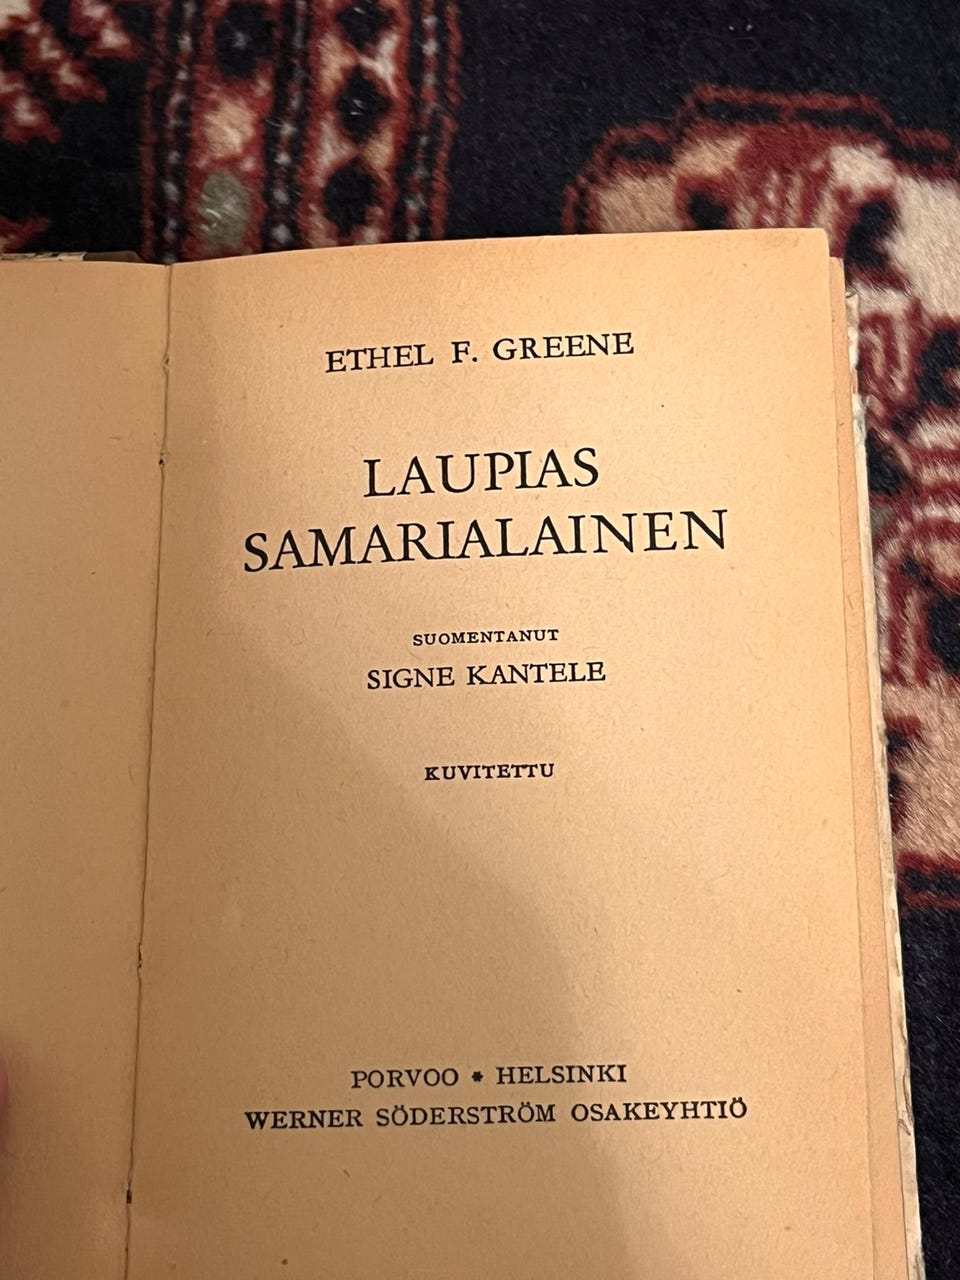 ETHEL F. GREENE
LAUPIAS
SAMARIALAINEN
SUOMENTANUT
SIGNE KANTELE
KUVITETTU
PORVOO * HELSINKI
WERNER SÖDERSTRÖM OSAKEYHTIÖ